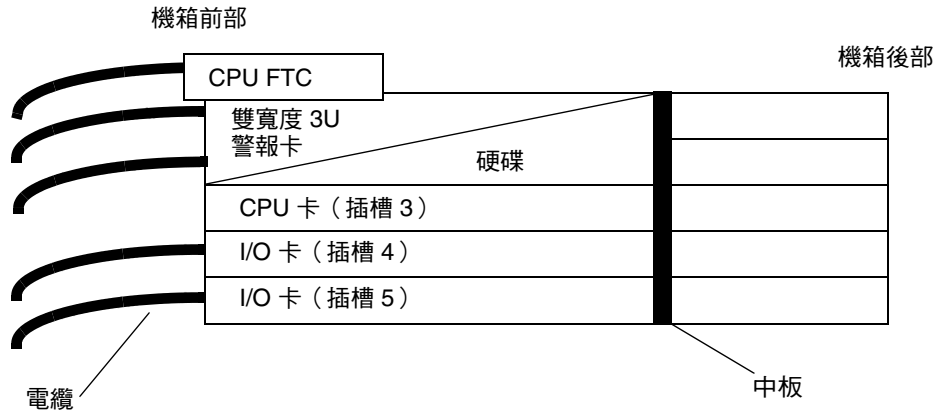 機箱前部
機箱後部
CPU FTC
雙寬度 3U
警報卡
硬碟
CPU 卡（插槽 3）
I/O 卡（插槽 4）
I/O 卡（插槽 5）
中板
電纜